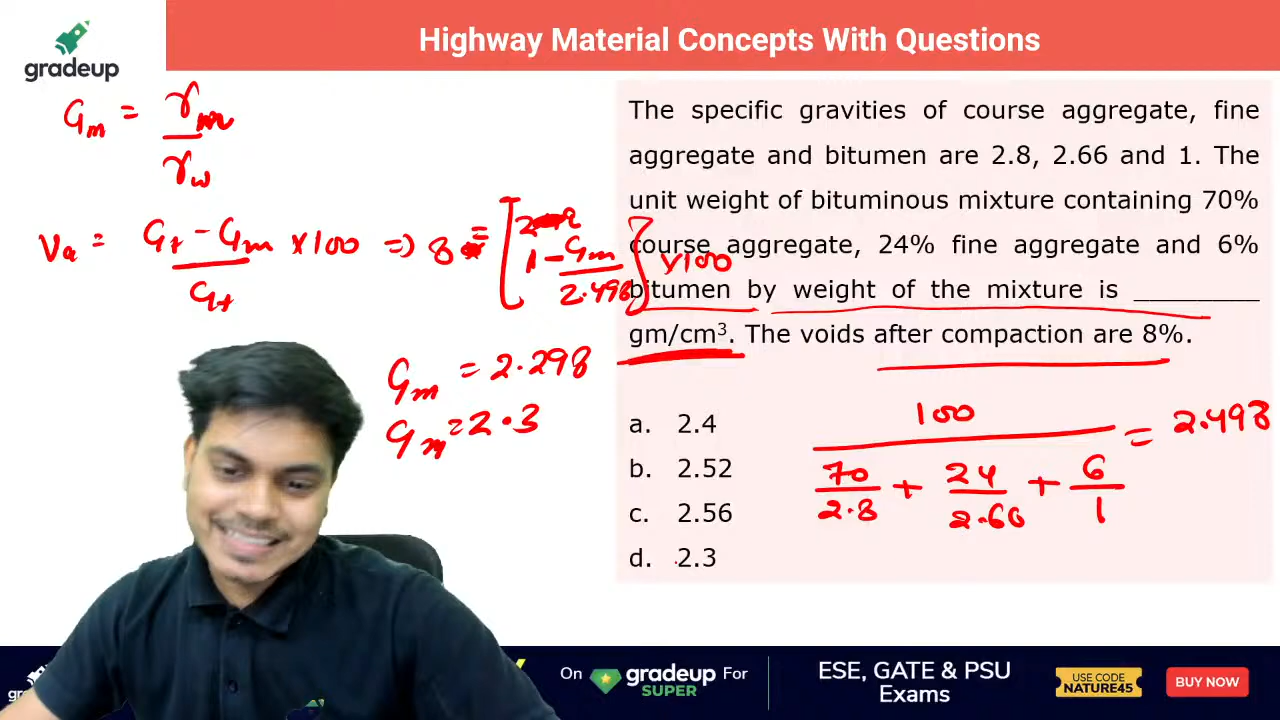 gradeup
Highway Material Concepts With Questions
Gm = γm / γw
Va = Gt - Gm / Gt × 100 => 8 = [1 - Gm / 2.498] × 100
Gm = 2.298
Gm = 2.3
The specific gravities of course aggregate, fine
aggregate and bitumen are 2.8, 2.66 and 1. The
unit weight of bituminous mixture containing 70%
course aggregate, 24% fine aggregate and 6%
bitumen by weight of the mixture is ________
gm/cm³. The voids after compaction are 8%.
a. 2.4
b. 2.52
c. 2.56
d. 2.3
100 / 70/2.8 + 24/2.66 + 6/1 = 2.498
On gradeup SUPER For
ESE, GATE & PSU
Exams
USE CODE
NATURE45
BUY NOW